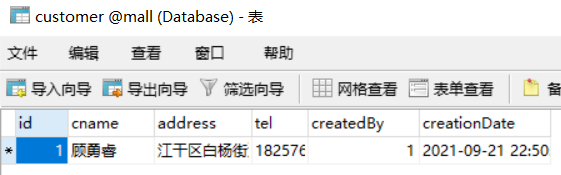 customer @mall (Database) - 表
文件 编辑 查看 窗口 帮助
导入向导 导出向导 筛选向导 网格查看 表单查看 备
id cname address tel createdBy creationDate
* 1 顾勇睿 江干区白杨街 182576 1 2021-09-21 22:50